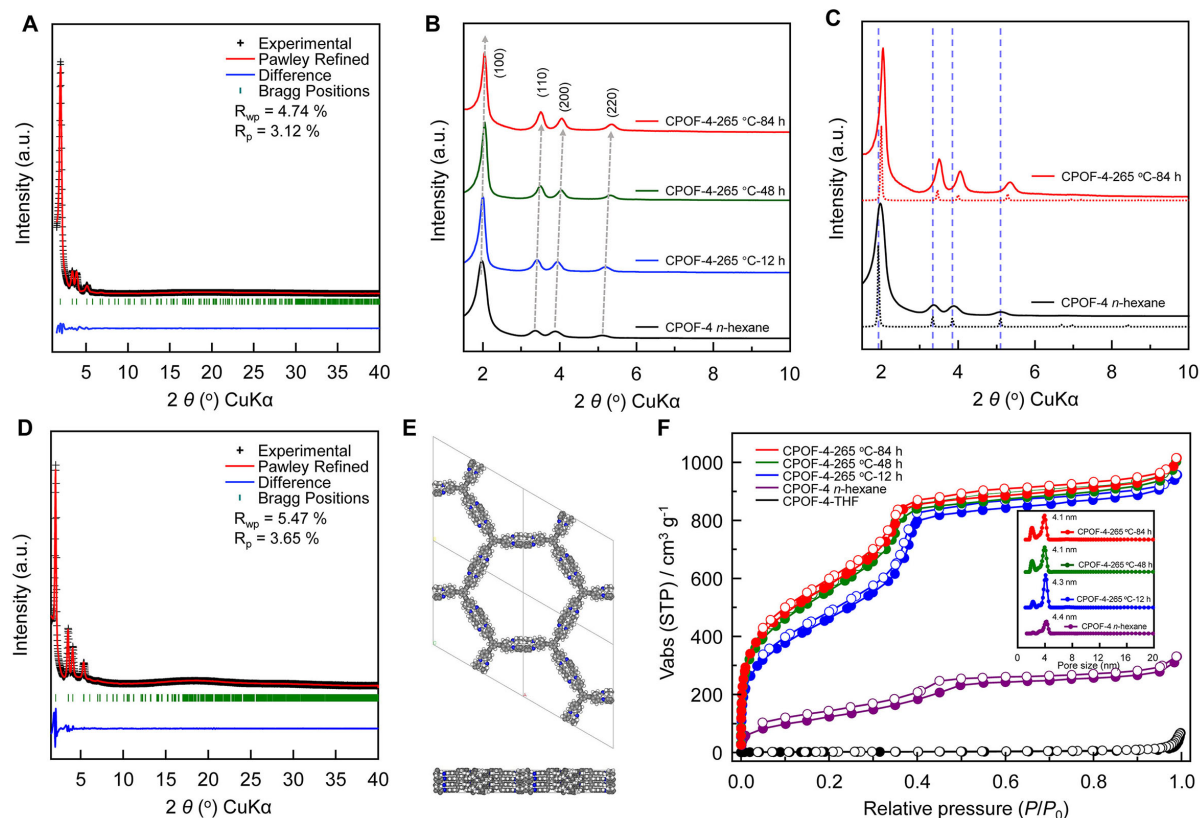 A
+ Experimental
Pawley Refined
Difference
Bragg Positions
Rwp = 4.74 %
Rp = 3.12 %
Intensity (a.u.)
5 10 15 20 25 30 35 40
2 θ (°) CuKα
B
(100)
(110)
(200)
(220)
CPOF-4-265 °C-84 h
CPOF-4-265 °C-48 h
CPOF-4-265 °C-12 h
CPOF-4 n-hexane
Intensity (a.u.)
2 4 6 8 10
2 θ (°) CuKα
C
CPOF-4-265 °C-84 h
CPOF-4 n-hexane
Intensity (a.u.)
2 4 6 8 10
2 θ (°) CuKα
D
+ Experimental
Pawley Refined
Difference
Bragg Positions
Rwp = 5.47 %
Rp = 3.65 %
Intensity (a.u.)
5 10 15 20 25 30 35 40
2 θ (°) CuKα
E
F
CPOF-4-265 °C-84 h
CPOF-4-265 °C-48 h
CPOF-4-265 °C-12 h
CPOF-4 n-hexane
CPOF-4-THF
Vabs (STP) / cm³ g⁻¹
1000
800
600
400
200
0
4.1 nm
CPOF-4-265 °C-84 h
4.1 nm
CPOF-4-265 °C-48 h
4.3 nm
CPOF-4-265 °C-12 h
4.4 nm
CPOF-4 n-hexane
0 4 8 12 16 20
Pore size (nm)
0.0 0.2 0.4 0.6 0.8 1.0
Relative pressure (P/P0)